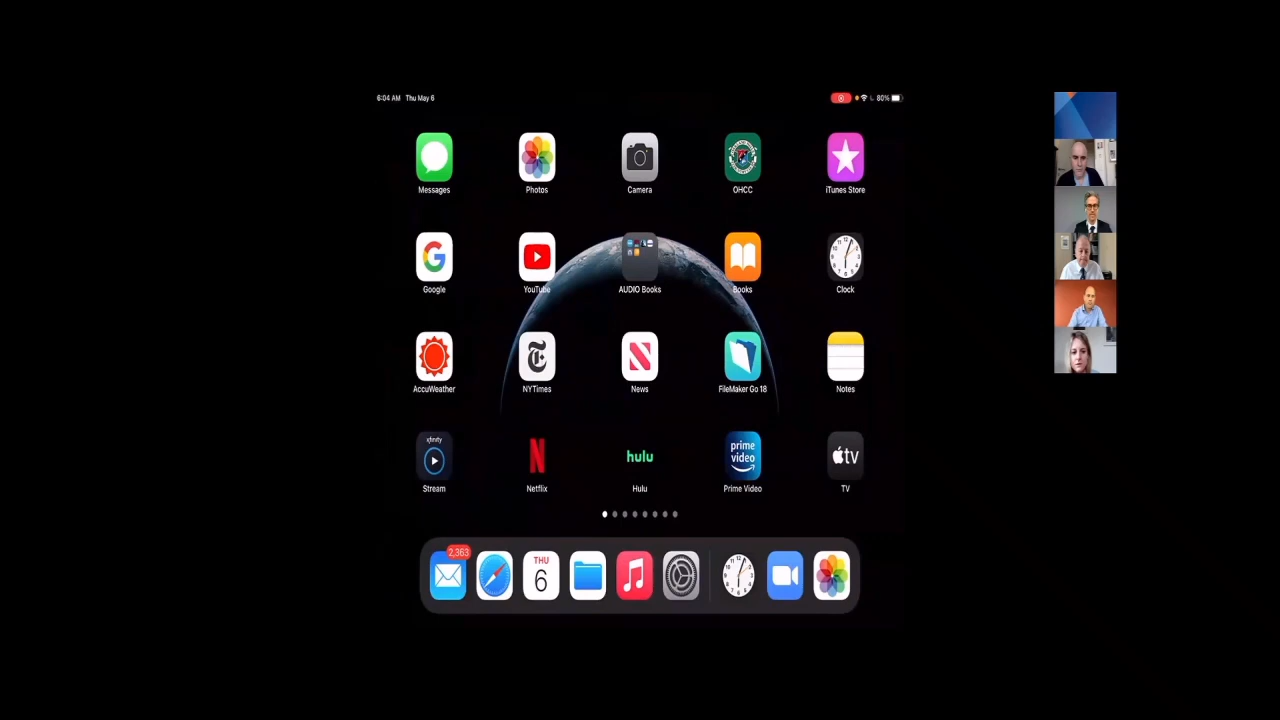 6:04 AM Thu May 6
80%
Messages
Photos
Camera
OHCC
iTunes Store
Google
YouTube
AUDIO Books
Books
Clock
AccuWeather
NYTimes
News
FileMaker Go 18
Notes
xfinity
hulu
prime video
tv
Stream
Netflix
Hulu
Prime Video
TV
2,363
THU
6